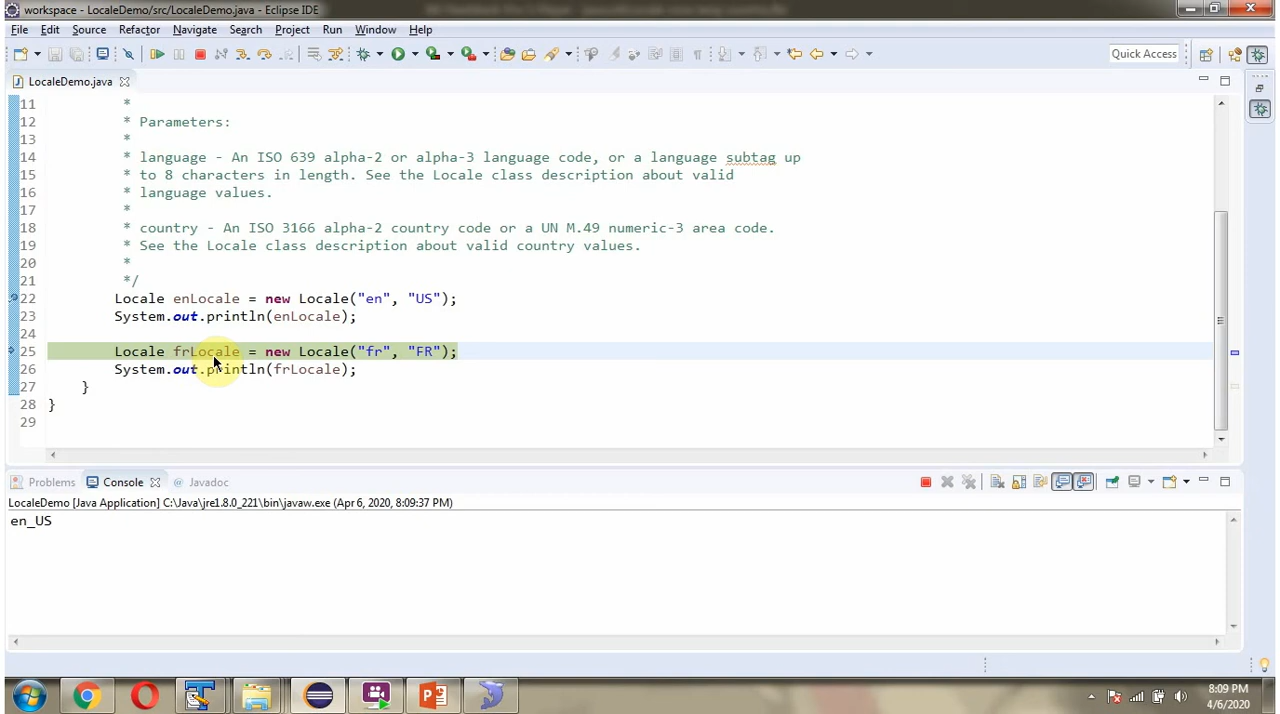 workspace - LocaleDemo/src/LocaleDemo.java - Eclipse IDE
File Edit Source Refactor Navigate Search Project Run Window Help
Quick Access
LocaleDemo.java
11 *
12 * Parameters:
13 *
14 * language - An ISO 639 alpha-2 or alpha-3 language code, or a language subtag up
15 * to 8 characters in length. See the Locale class description about valid
16 * language values.
17 *
18 * country - An ISO 3166 alpha-2 country code or a UN M.49 numeric-3 area code.
19 * See the Locale class description about valid country values.
20 *
21 */
22 Locale enLocale = new Locale("en", "US");
23 System.out.println(enLocale);
24
25 Locale frLocale = new Locale("fr", "FR");
26 System.out.println(frLocale);
27 }
28 }
29
Problems Console @ Javadoc
LocaleDemo [Java Application] C:\Java\jre1.8.0_221\bin\javaw.exe (Apr 6, 2020, 8:09:37 PM)
en_US
8:09 PM
4/6/2020